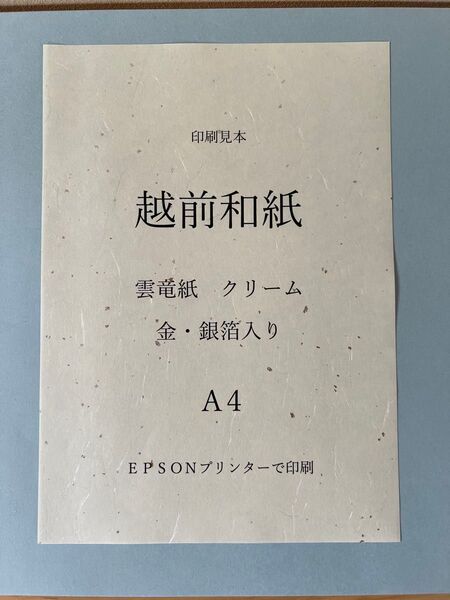 印刷見本
越前和紙
雲竜紙　クリーム
金・銀箔入り
Ａ４
ＥＰＳＯＮプリンターで印刷